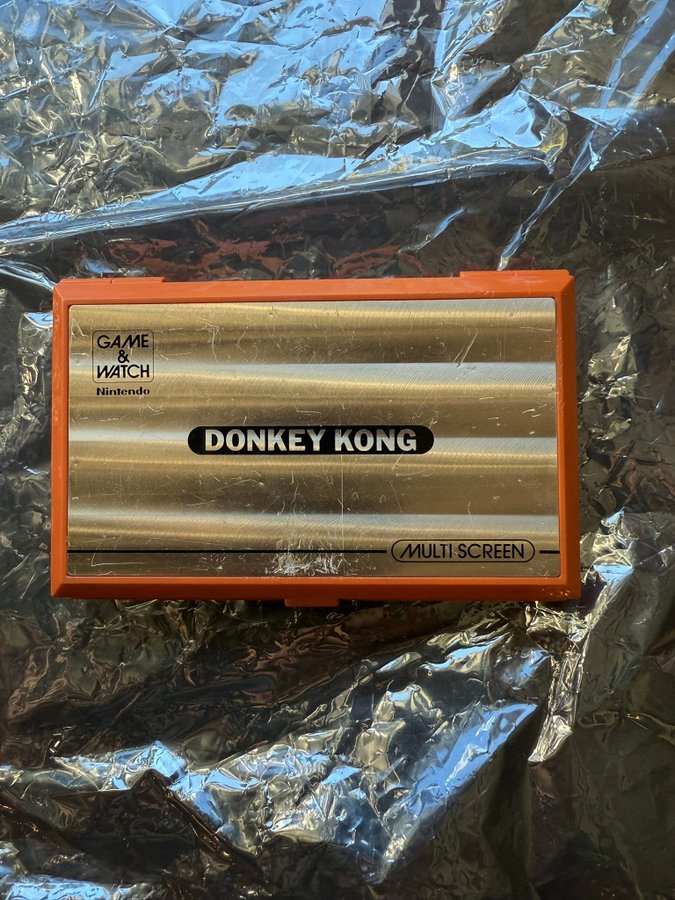 GAME
&
WATCH
Nintendo
DONKEY KONG
MULTI SCREEN